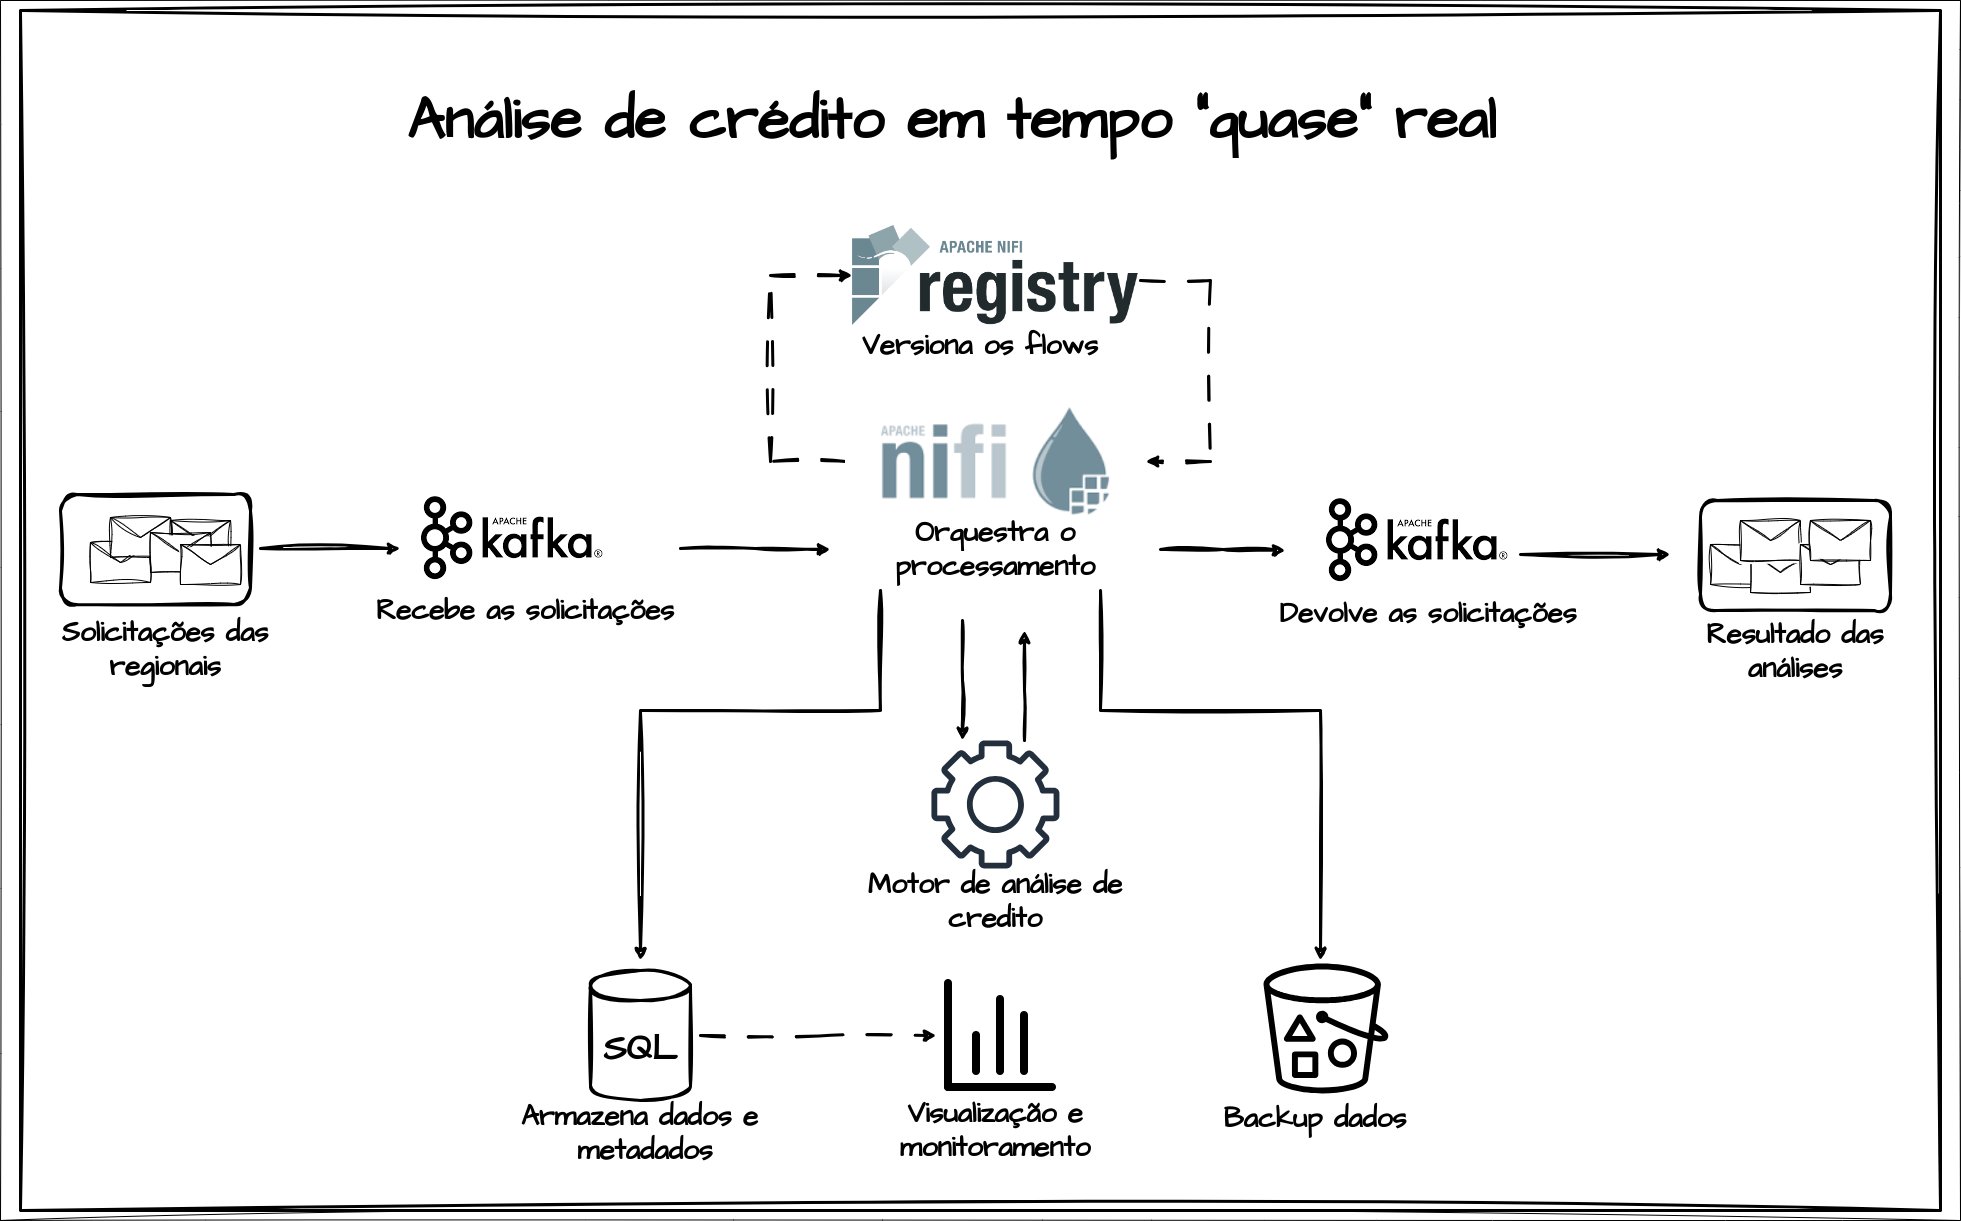 Análise de crédito em tempo "quase" real
APACHE NIFI
registry
Versiona os flows
APACHE
nifi
Orquestra o
processamento
APACHE
kafka®
Recebe as solicitações
APACHE
kafka®
Devolve as solicitações
Solicitações das
regionais
Resultado das
análises
Motor de análise de
credito
SQL
Armazena dados e
metadados
Visualização e
monitoramento
Backup dados